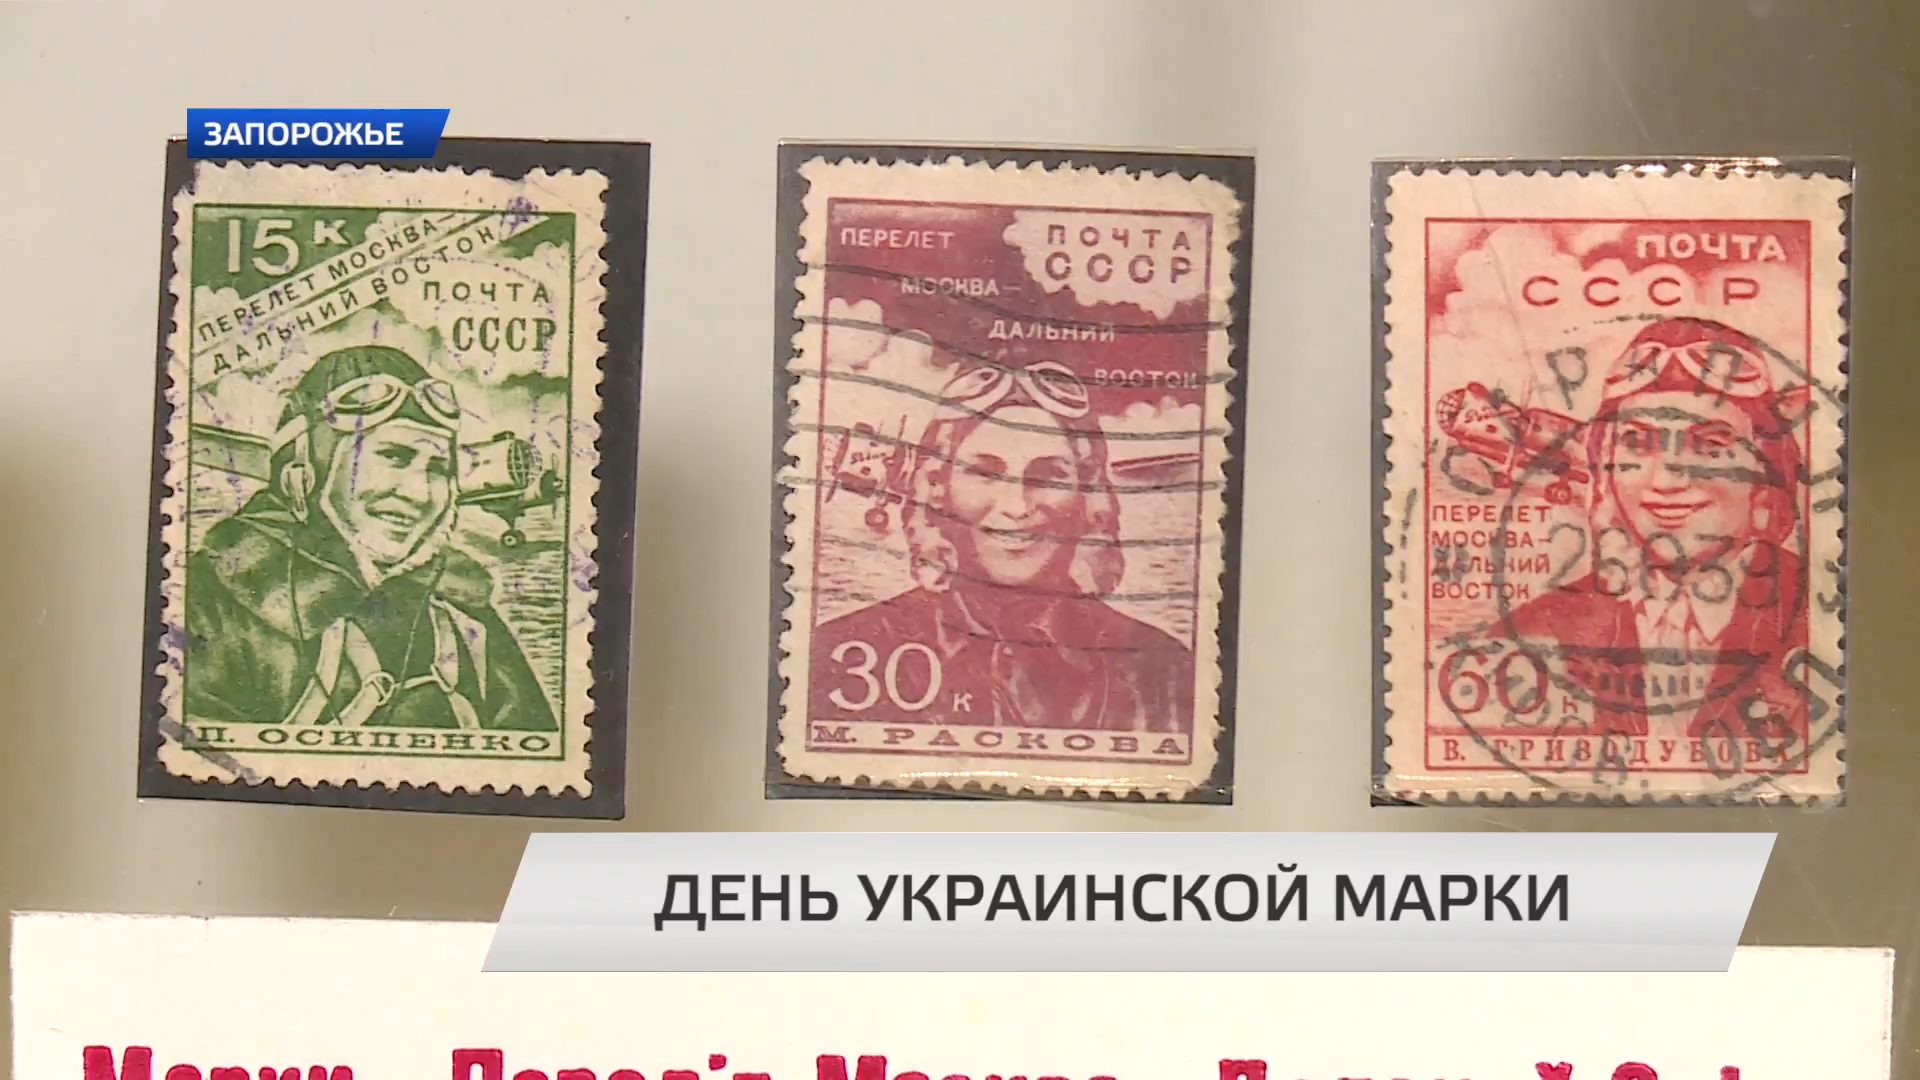 ЗАПОРОЖЬЕ
15 К
ПЕРЕЛЕТ МОСКВА–
ДАЛЬНИЙ ВОСТОК
ПОЧТА
СССР
П. ОСИПЕНКО
ПЕРЕЛЕТ
МОСКВА–
ДАЛЬНИЙ
ВОСТОК
ПОЧТА
СССР
30 К
М. РАСКОВА
ПОЧТА
СССР
ПЕРЕЛЕТ
МОСКВА–
ДАЛЬНИЙ
ВОСТОК
60 К
В. ГРИЗОДУБОВА
ДЕНЬ УКРАИНСКОЙ МАРКИ